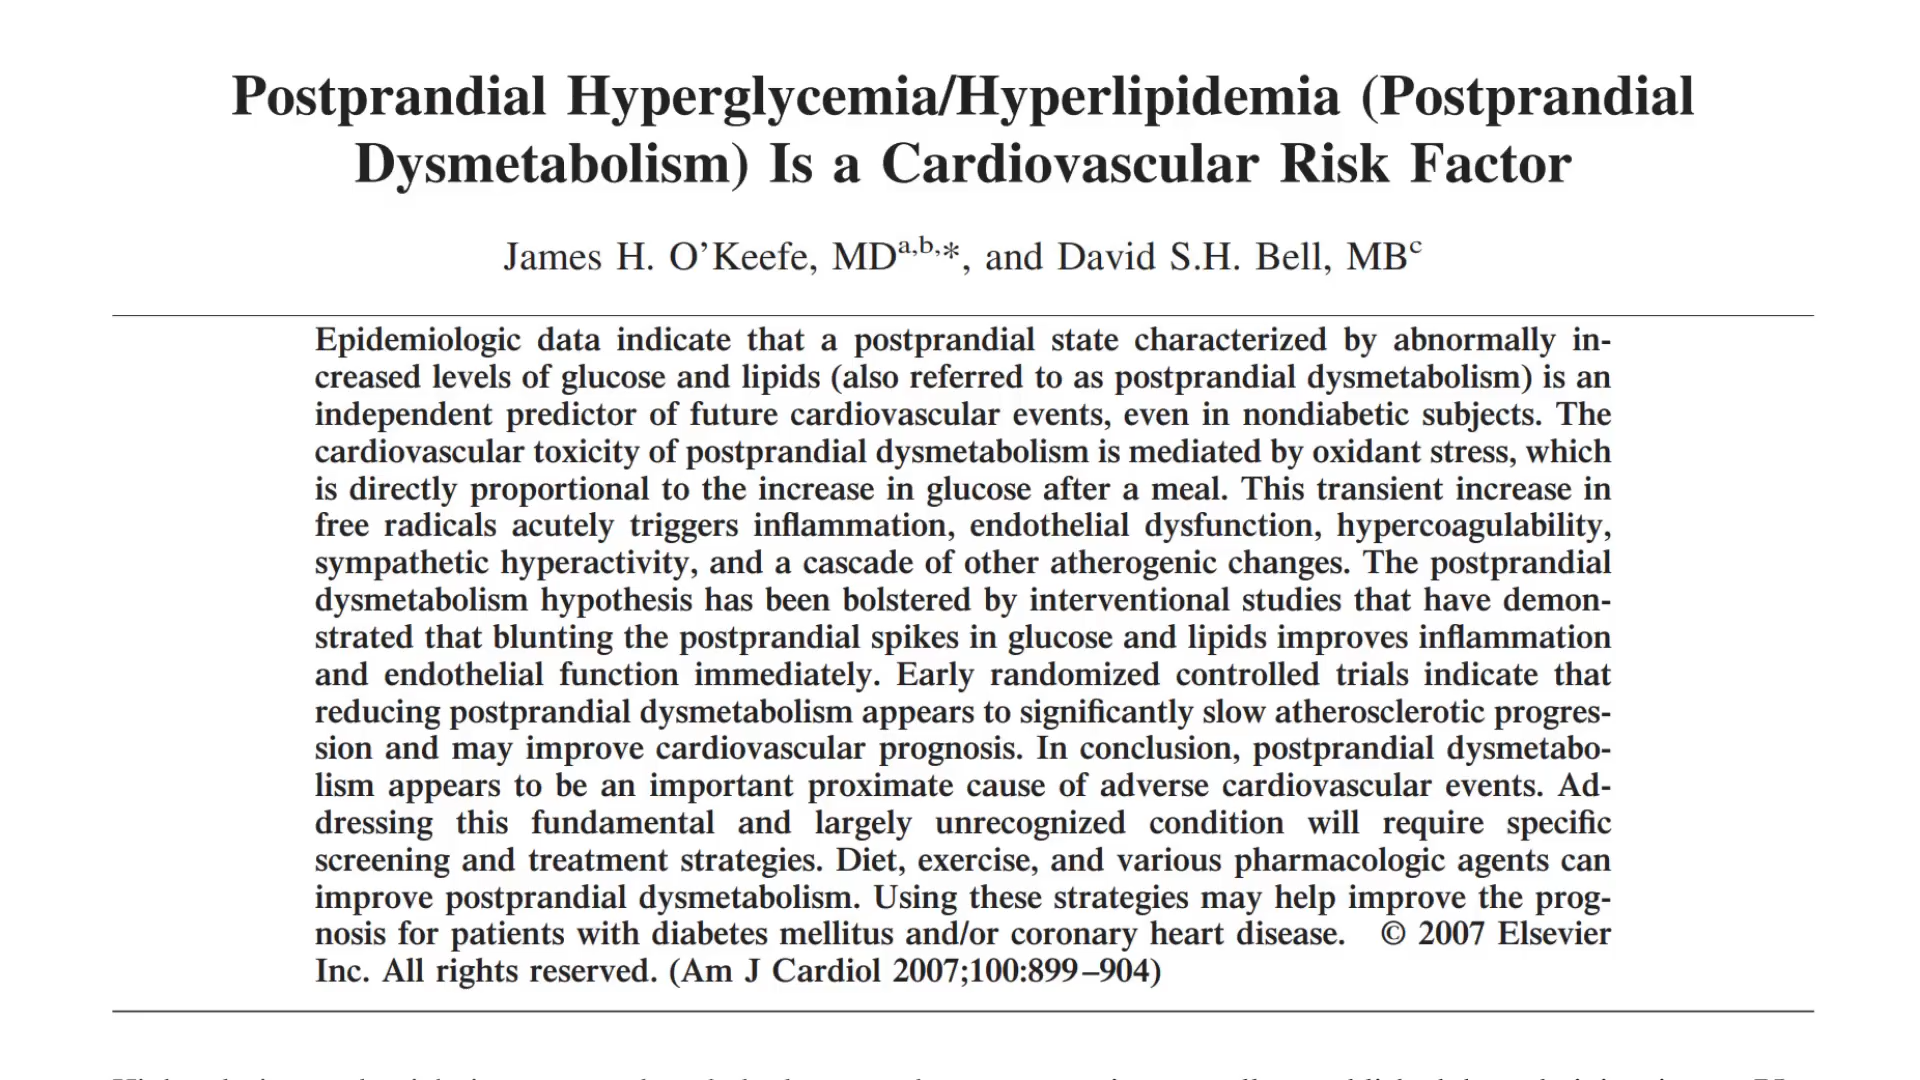 Postprandial Hyperglycemia/Hyperlipidemia (Postprandial
Dysmetabolism) Is a Cardiovascular Risk Factor
James H. O’Keefe, MDa,b,*, and David S.H. Bell, MBc
Epidemiologic data indicate that a postprandial state characterized by abnormally in-
creased levels of glucose and lipids (also referred to as postprandial dysmetabolism) is an
independent predictor of future cardiovascular events, even in nondiabetic subjects. The
cardiovascular toxicity of postprandial dysmetabolism is mediated by oxidant stress, which
is directly proportional to the increase in glucose after a meal. This transient increase in
free radicals acutely triggers inflammation, endothelial dysfunction, hypercoagulability,
sympathetic hyperactivity, and a cascade of other atherogenic changes. The postprandial
dysmetabolism hypothesis has been bolstered by interventional studies that have demon-
strated that blunting the postprandial spikes in glucose and lipids improves inflammation
and endothelial function immediately. Early randomized controlled trials indicate that
reducing postprandial dysmetabolism appears to significantly slow atherosclerotic progres-
sion and may improve cardiovascular prognosis. In conclusion, postprandial dysmetabo-
lism appears to be an important proximate cause of adverse cardiovascular events. Ad-
dressing this fundamental and largely unrecognized condition will require specific
screening and treatment strategies. Diet, exercise, and various pharmacologic agents can
improve postprandial dysmetabolism. Using these strategies may help improve the prog-
nosis for patients with diabetes mellitus and/or coronary heart disease. © 2007 Elsevier
Inc. All rights reserved. (Am J Cardiol 2007;100:899–904)